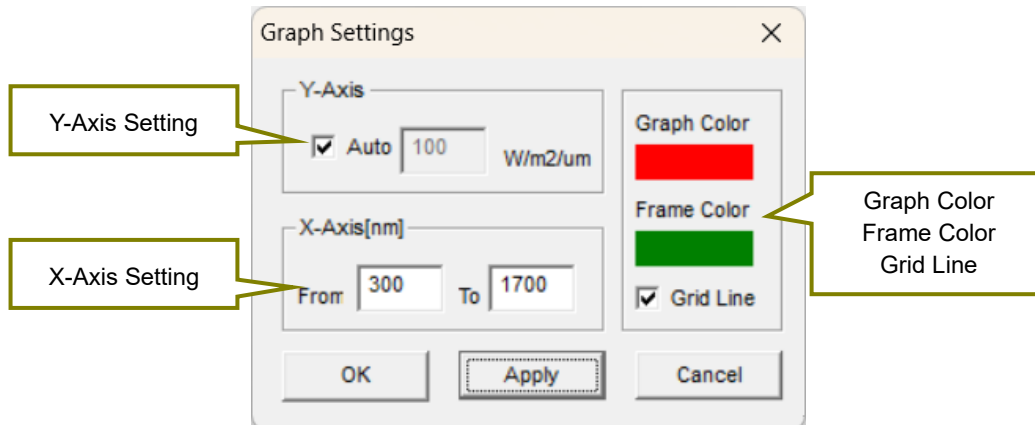 Graph Settings
Y-Axis Setting
Y-Axis
Auto 100 W/m2/um
X-Axis Setting
X-Axis[nm]
From 300 To 1700
Graph Color
Frame Color
Grid Line
Graph Color
Frame Color
Grid Line
OK Apply Cancel